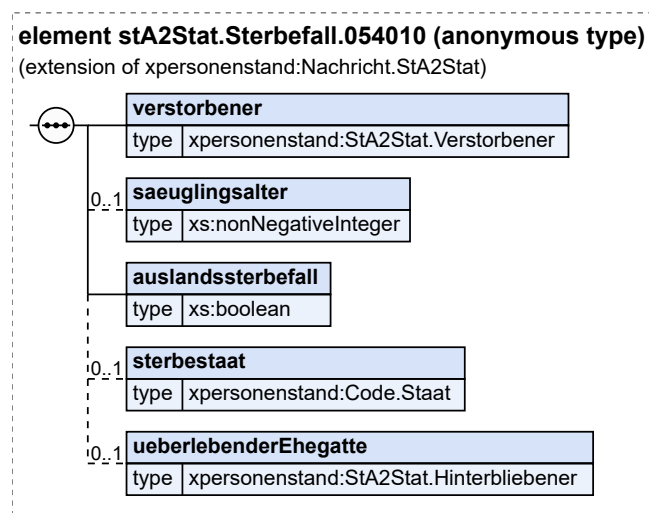 element stA2Stat.Sterbefall.054010 (anonymous type)
(extension of xpersonenstand:Nachricht.StA2Stat)
verstorbener
type xpersonenstand:StA2Stat.Verstorbener
0..1 saeuglingsalter
type xs:nonNegativeInteger
auslandssterbefall
type xs:boolean
0..1 sterbestaat
type xpersonenstand:Code.Staat
0..1 ueberlebenderEhegatte
type xpersonenstand:StA2Stat.Hinterbliebener